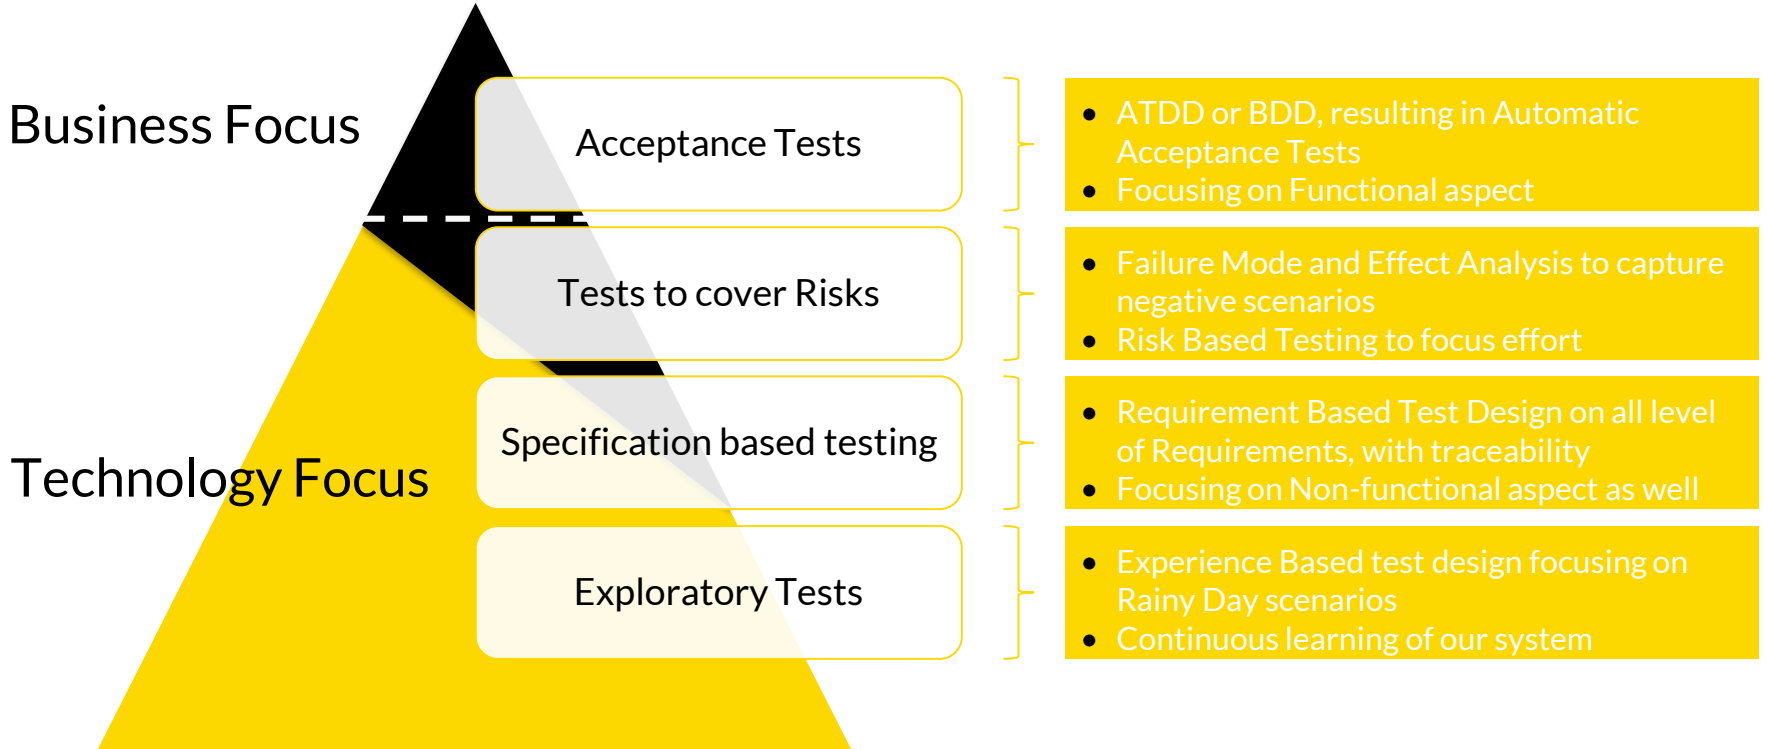 Business Focus
Acceptance Tests
• ATDD or BDD, resulting in Automatic
Acceptance Tests
• Focusing on Functional aspect
Tests to cover Risks
• Failure Mode and Effect Analysis to capture
negative scenarios
• Risk Based Testing to focus effort
Technology Focus
Specification based testing
• Requirement Based Test Design on all level
of Requirements, with traceability
• Focusing on Non-functional aspect as well
Exploratory Tests
• Experience Based test design focusing on
Rainy Day scenarios
• Continuous learning of our system